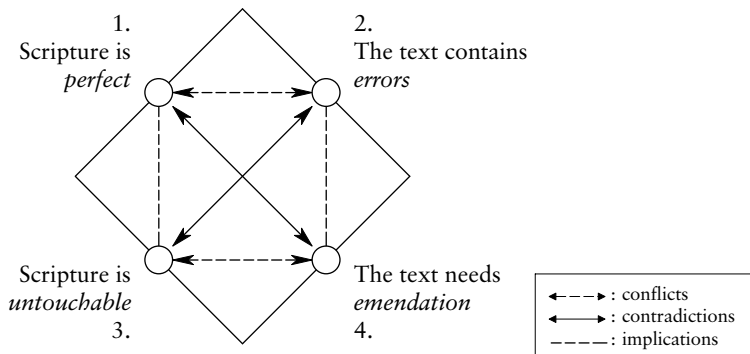 1.
Scripture is
perfect
2.
The text contains
errors
Scripture is
untouchable
3.
The text needs
emendation
4.
: conflicts
: contradictions
: implications